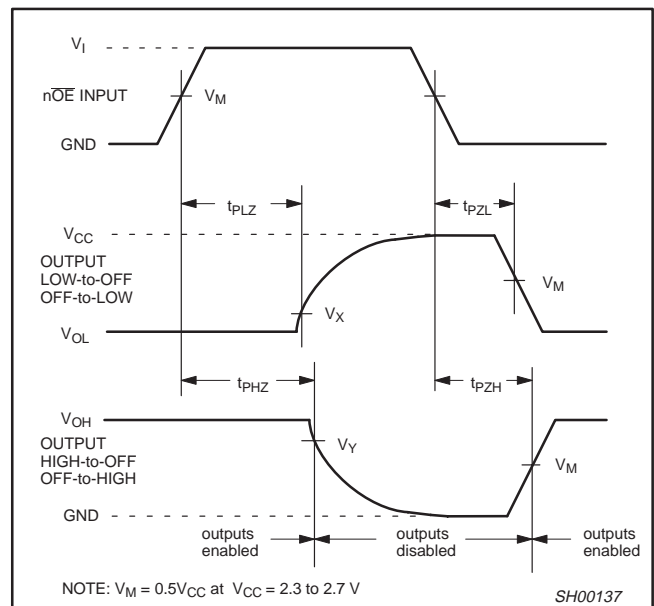 V_I
nOE INPUT
V_M
GND
t_PLZ
t_PZL
V_CC
OUTPUT
LOW-to-OFF
OFF-to-LOW
V_M
V_X
V_OL
t_PHZ
t_PZH
V_OH
OUTPUT
HIGH-to-OFF
OFF-to-HIGH
V_Y
V_M
GND
outputs
enabled
outputs
disabled
outputs
enabled
NOTE: V_M = 0.5V_CC at V_CC = 2.3 to 2.7 V
SH00137